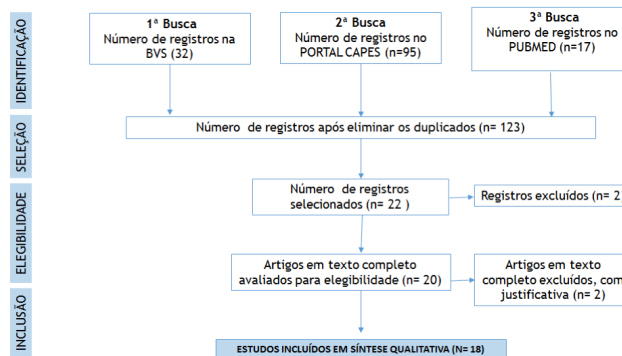 IDENTIFICAÇÃO
1ª Busca
Número de registros na
BVS (32)
2ª Busca
Número de registros no
PORTAL CAPES (n=95)
3ª Busca
Número de registros no
PUBMED (n=17)
SELEÇÃO
Número de registros após eliminar os duplicados (n= 123)
ELEGIBILIDADE
Número de registros
selecionados (n= 22 )
Registros excluídos (n= 2)
Artigos em texto completo
avaliados para elegibilidade (n= 20)
Artigos em texto
completo excluídos, com
justificativa (n= 2)
INCLUSÃO
ESTUDOS INCLUÍDOS EM SÍNTESE QUALITATIVA (N= 18)